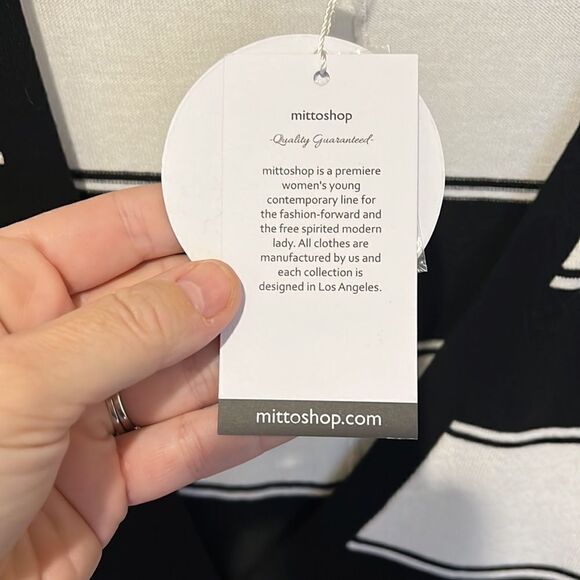 mittoshop
-Quality Guaranteed-
mittoshop is a premiere
women's young
contemporary line for
the fashion-forward and
the free spirited modern
lady. All clothes are
manufactured by us and
each collection is
designed in Los Angeles.
mittoshop.com